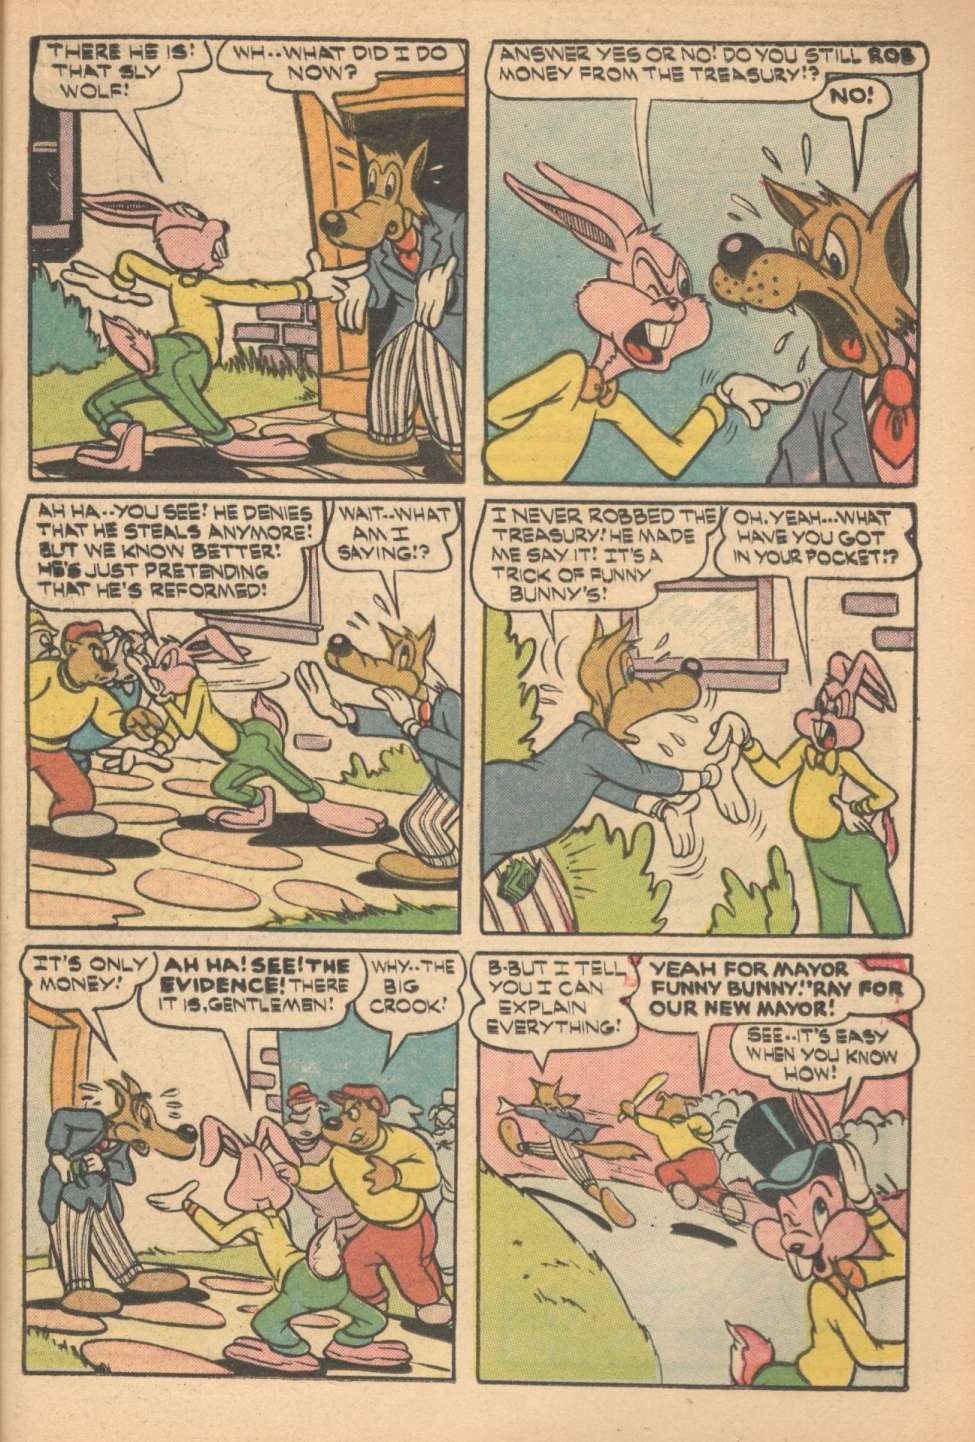 THERE HE IS!
THAT SLY
WOLF!
WH--WHAT DID I DO
NOW?
ANSWER YES OR NO! DO YOU STILL ROB
MONEY FROM THE TREASURY!?
NO!
AH HA--YOU SEE! HE DENIES
THAT HE STEALS ANYMORE!
BUT WE KNOW BETTER!
HE'S JUST PRETENDING
THAT HE'S REFORMED!
WAIT--WHAT
AM I
SAYING!?
I NEVER ROBBED THE
TREASURY! HE MADE
ME SAY IT! IT'S A
TRICK OF FUNNY
BUNNY'S!
OH, YEAH---WHAT
HAVE YOU GOT
IN YOUR
POCKET!?
IT'S ONLY
MONEY!
AH HA! SEE! THE
EVIDENCE! THERE
IT IS, GENTLEMEN!
WHY--THE
BIG
CROOK!
B-BUT I TELL
YOU I CAN
EXPLAIN
EVERYTHING!
YEAH FOR MAYOR
FUNNY BUNNY! 'RAY FOR
OUR NEW MAYOR!
SEE--IT'S EASY
WHEN YOU KNOW
HOW!